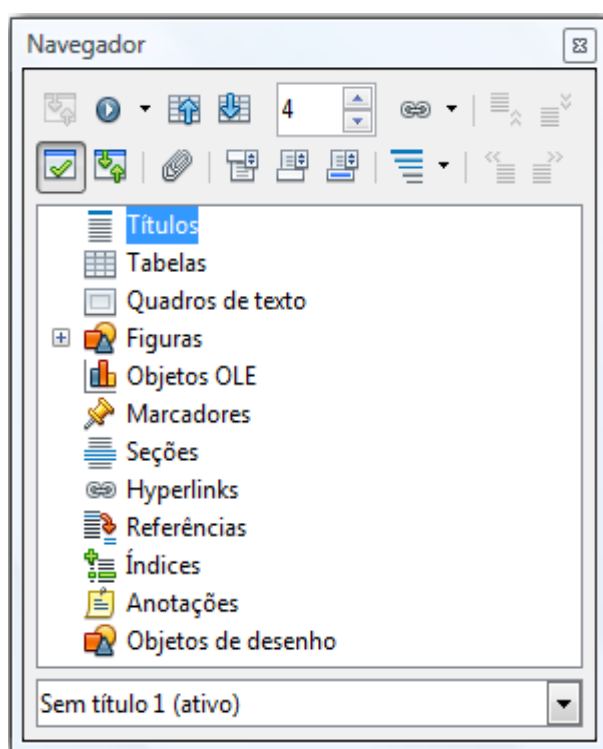 Navegador
4
Títulos
Tabelas
Quadros de texto
Figuras
Objetos OLE
Marcadores
Seções
Hyperlinks
Referências
Índices
Anotações
Objetos de desenho
Sem título 1 (ativo)